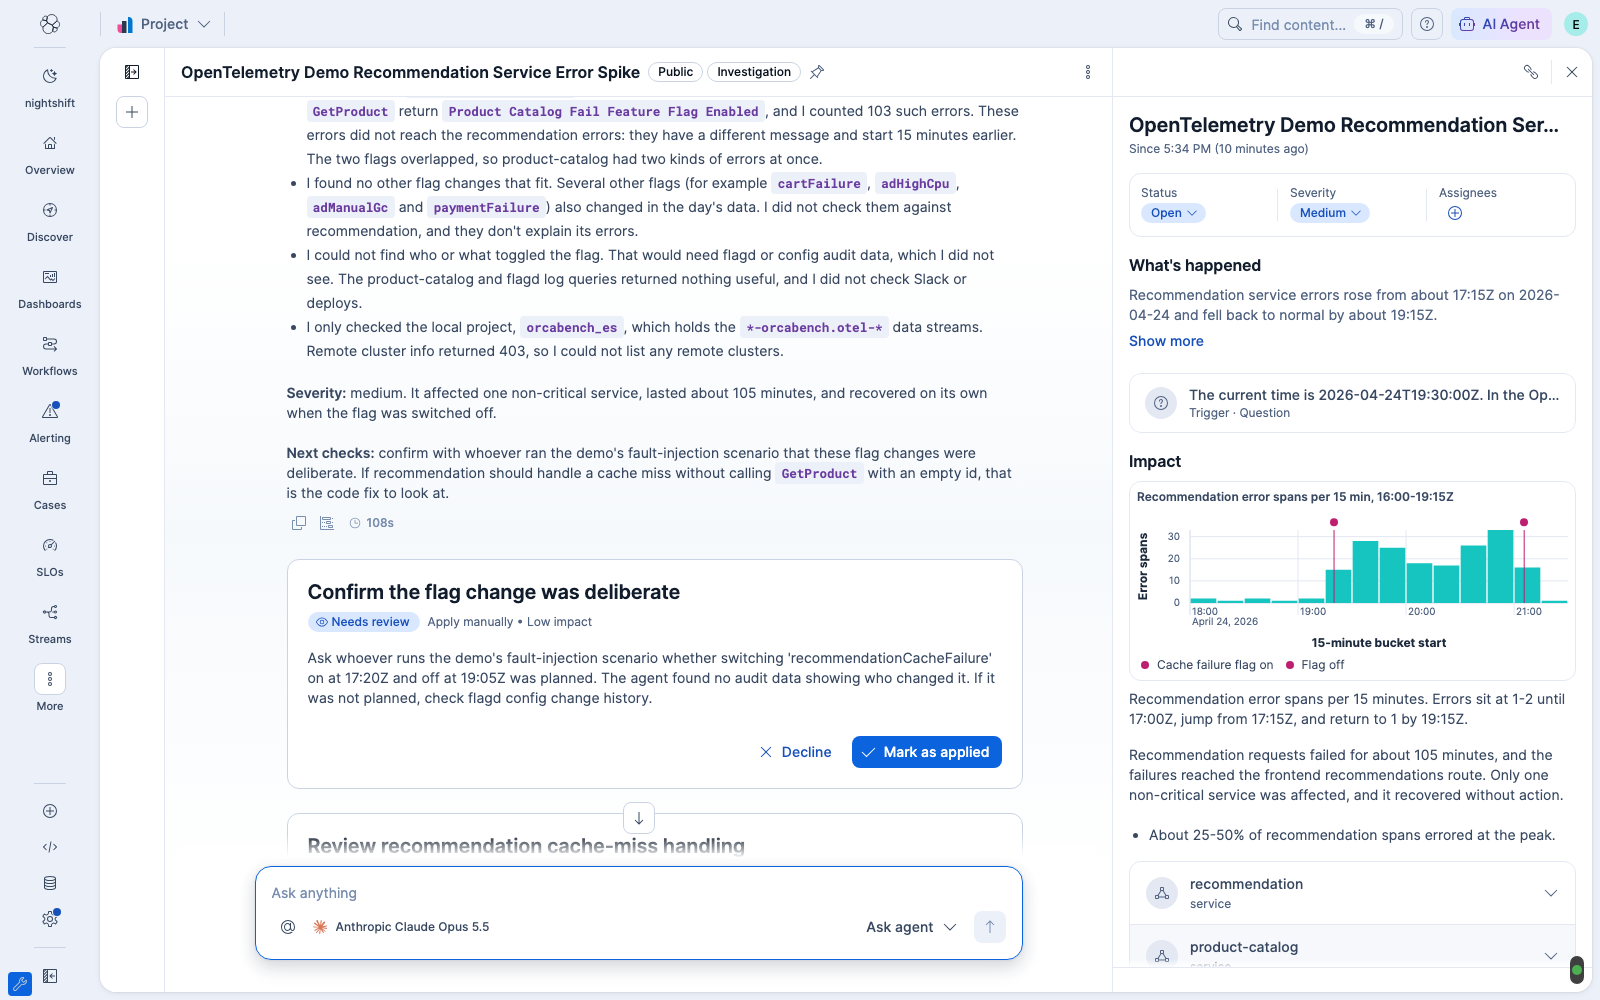 Project
Find content...
⌘ /
AI Agent
E
nightshift
Overview
Discover
Dashboards
Workflows
Alerting
Cases
SLOs
Streams
More
OpenTelemetry Demo Recommendation Service Error Spike
Public
Investigation
GetProduct return Product Catalog Fail Feature Flag Enabled , and I counted 103 such errors. These
errors did not reach the recommendation errors: they have a different message and start 15 minutes earlier.
The two flags overlapped, so product-catalog had two kinds of errors at once.
• I found no other flag changes that fit. Several other flags (for example cartFailure , adHighCpu ,
adManualGc and paymentFailure ) also changed in the day's data. I did not check them against
recommendation, and they don't explain its errors.
• I could not find who or what toggled the flag. That would need flagd or config audit data, which I did not
see. The product-catalog and flagd log queries returned nothing useful, and I did not check Slack or
deploys.
• I only checked the local project, orcabench_es , which holds the *-orcabench.otel-* data streams.
Remote cluster info returned 403, so I could not list any remote clusters.
Severity: medium. It affected one non-critical service, lasted about 105 minutes, and recovered on its own
when the flag was switched off.
Next checks: confirm with whoever ran the demo's fault-injection scenario that these flag changes were
deliberate. If recommendation should handle a cache miss without calling GetProduct with an empty id, that
is the code fix to look at.
108s
Confirm the flag change was deliberate
Needs review
Apply manually • Low impact
Ask whoever runs the demo's fault-injection scenario whether switching 'recommendationCacheFailure'
on at 17:20Z and off at 19:05Z was planned. The agent found no audit data showing who changed it. If it
was not planned, check flagd config change history.
Decline
Mark as applied
Review recommendation cache-miss handling
Ask anything
@
Anthropic Claude Opus 5.5
Ask agent
OpenTelemetry Demo Recommendation Ser...
Since 5:34 PM (10 minutes ago)
Status
Open
Severity
Medium
Assignees
What's happened
Recommendation service errors rose from about 17:15Z on 2026-
04-24 and fell back to normal by about 19:15Z.
Show more
The current time is 2026-04-24T19:30:00Z. In the Op...
Trigger · Question
Impact
Recommendation error spans per 15 min, 16:00-19:15Z
Error spans
30
20
10
0
18:00
April 24, 2026
19:00
20:00
21:00
15-minute bucket start
Cache failure flag on
Flag off
Recommendation error spans per 15 minutes. Errors sit at 1-2 until
17:00Z, jump from 17:15Z, and return to 1 by 19:15Z.
Recommendation requests failed for about 105 minutes, and the
failures reached the frontend recommendations route. Only one
non-critical service was affected, and it recovered without action.
• About 25-50% of recommendation spans errored at the peak.
recommendation
service
product-catalog
service